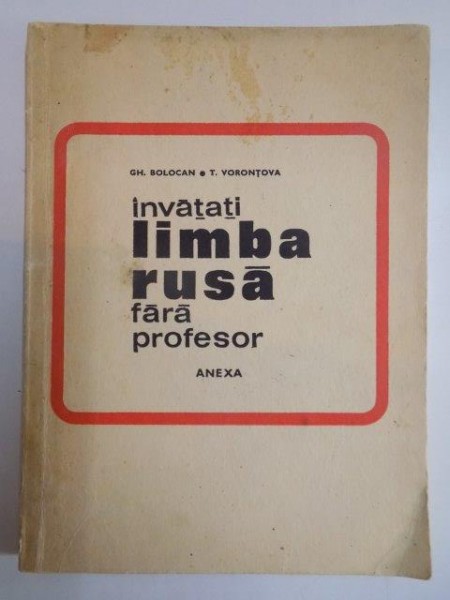 GH. BOLOCAN • T. VORONȚOVA
învățați
limba
rusă
fără
profesor
ANEXA